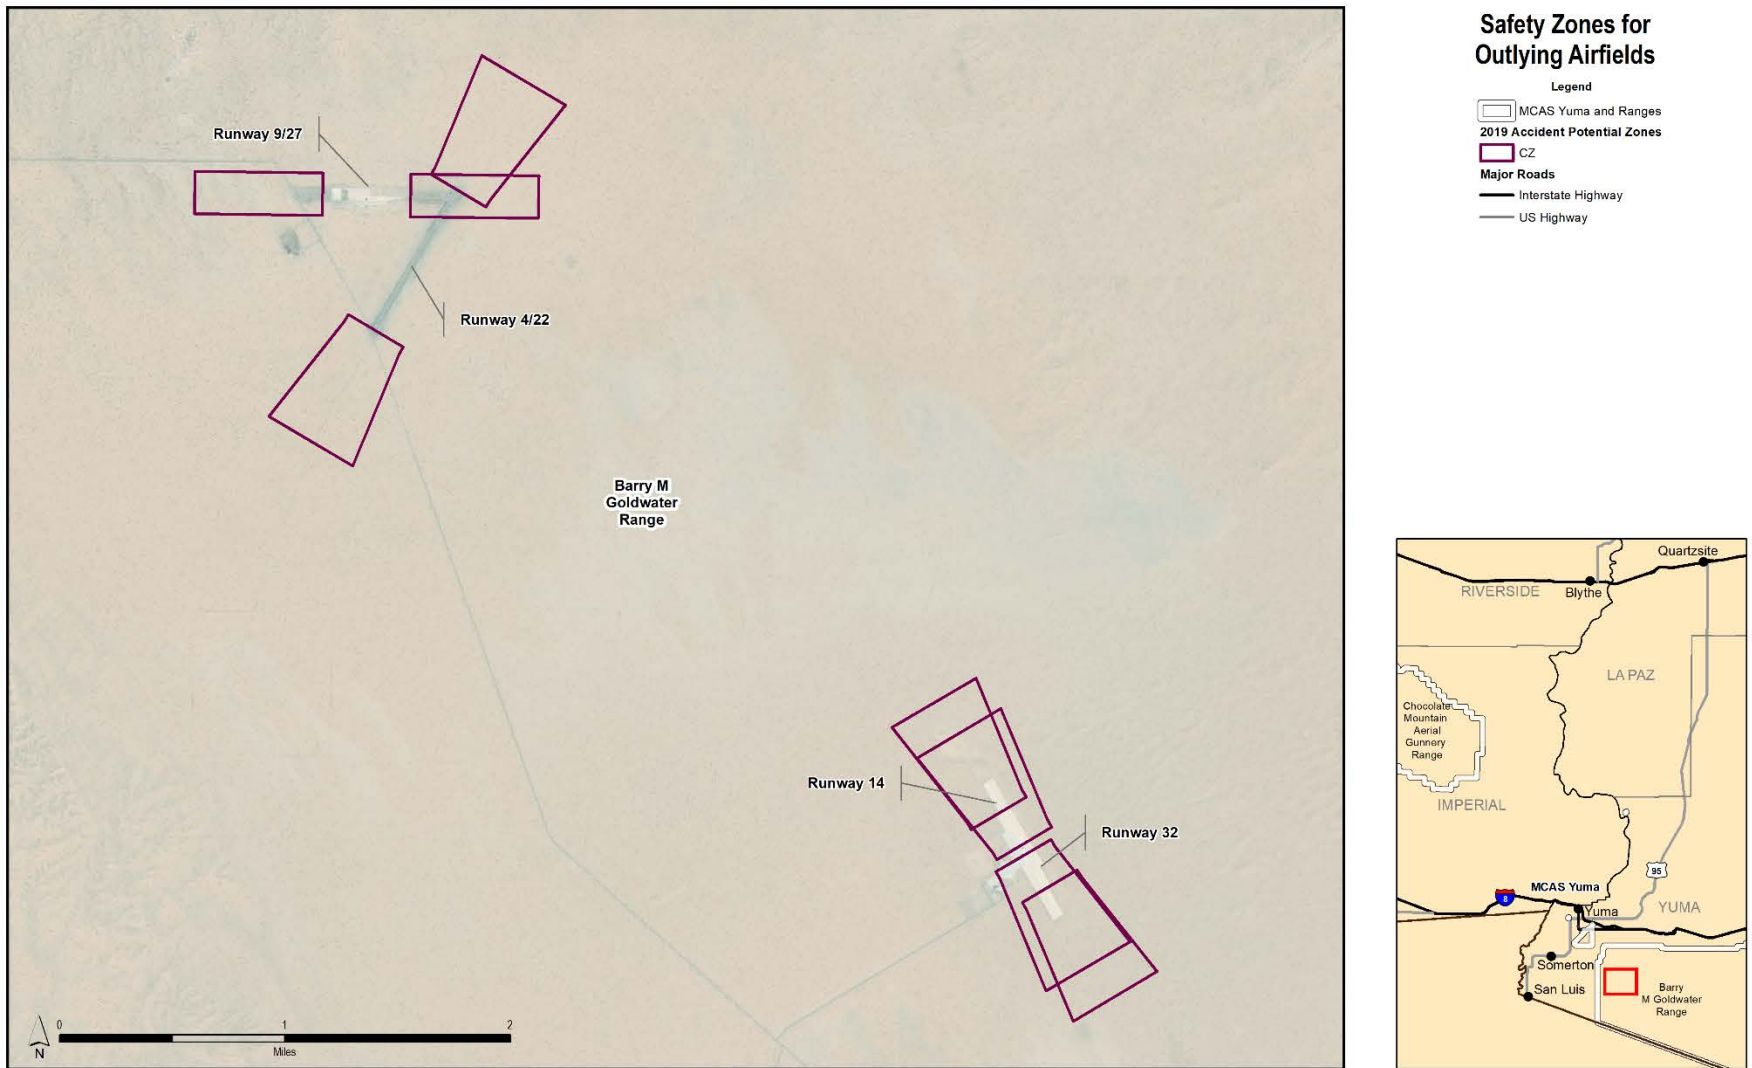 Safety Zones for
Outlying Airfields
Legend
MCAS Yuma and Ranges
2019 Accident Potential Zones
CZ
Major Roads
Interstate Highway
US Highway
Runway 9/27
Runway 4/22
Barry M
Goldwater
Range
Runway 14
Runway 32
0 1 2
Miles
N
Quartzsite
RIVERSIDE
Blythe
LA PAZ
Chocolate
Mountain
Aerial
Gunnery
Range
IMPERIAL
95
MCAS Yuma
8
Yuma
YUMA
Somerton
San Luis
Barry
M Goldwater
Range